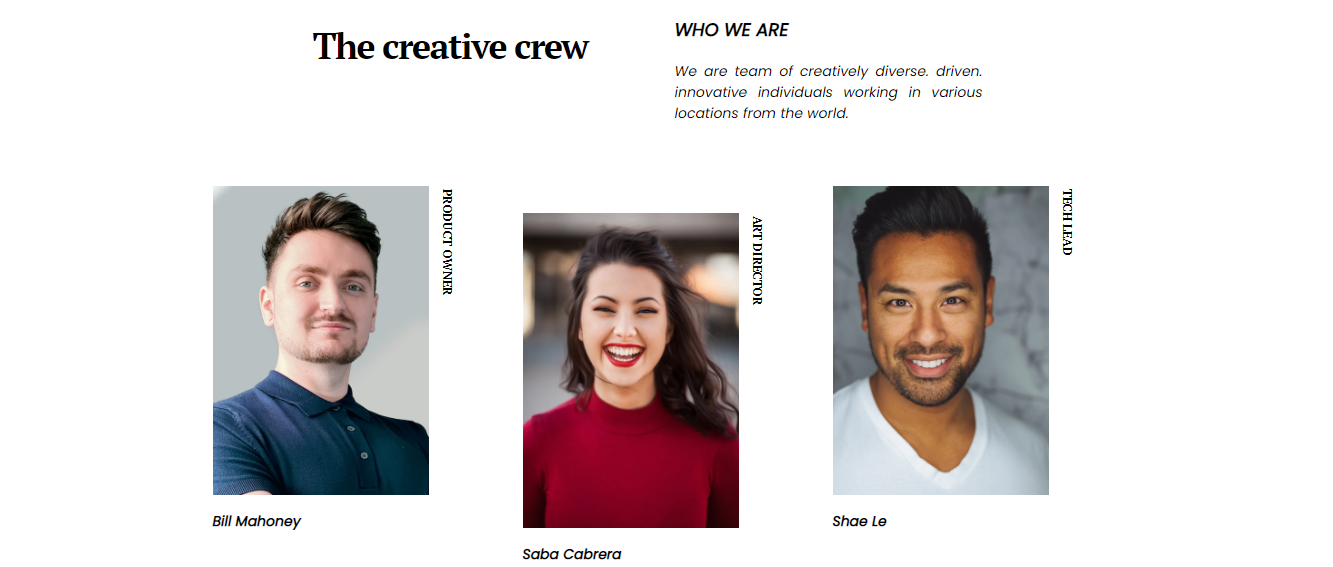 The creative crew
WHO WE ARE
We are team of creatively diverse. driven.
innovative individuals working in various
locations from the world.
PRODUCT OWNER
Bill Mahoney
ART DIRECTOR
Saba Cabrera
TECH LEAD
Shae Le